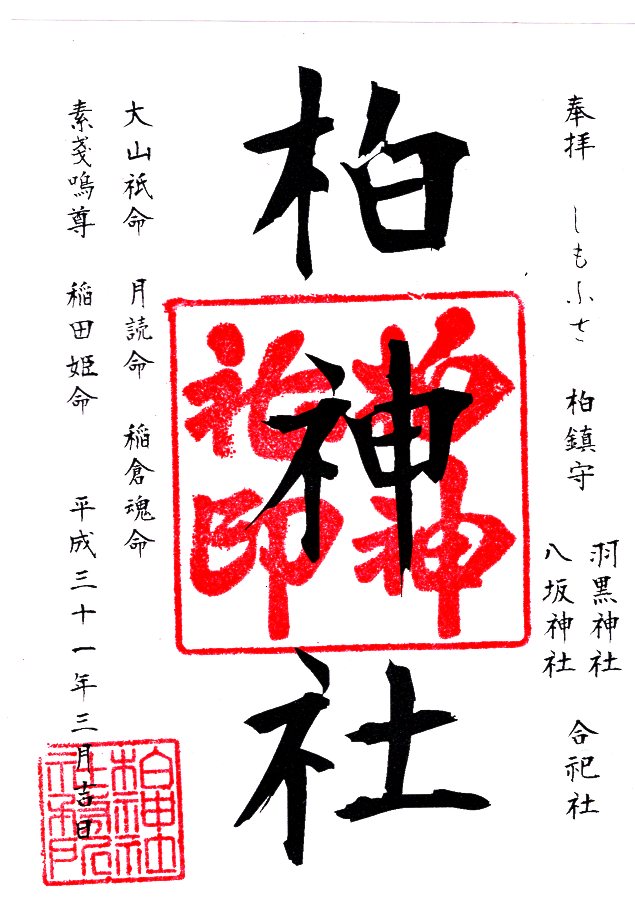 奉拝 しもふさ 柏鎮守
羽黒神社
八坂神社
合祀社
柏神社
柏神社印
大山祇命 月読命 稲倉魂命
素戔嗚尊 稲田姫命 平成三十一年三月吉日
柏神社社務所